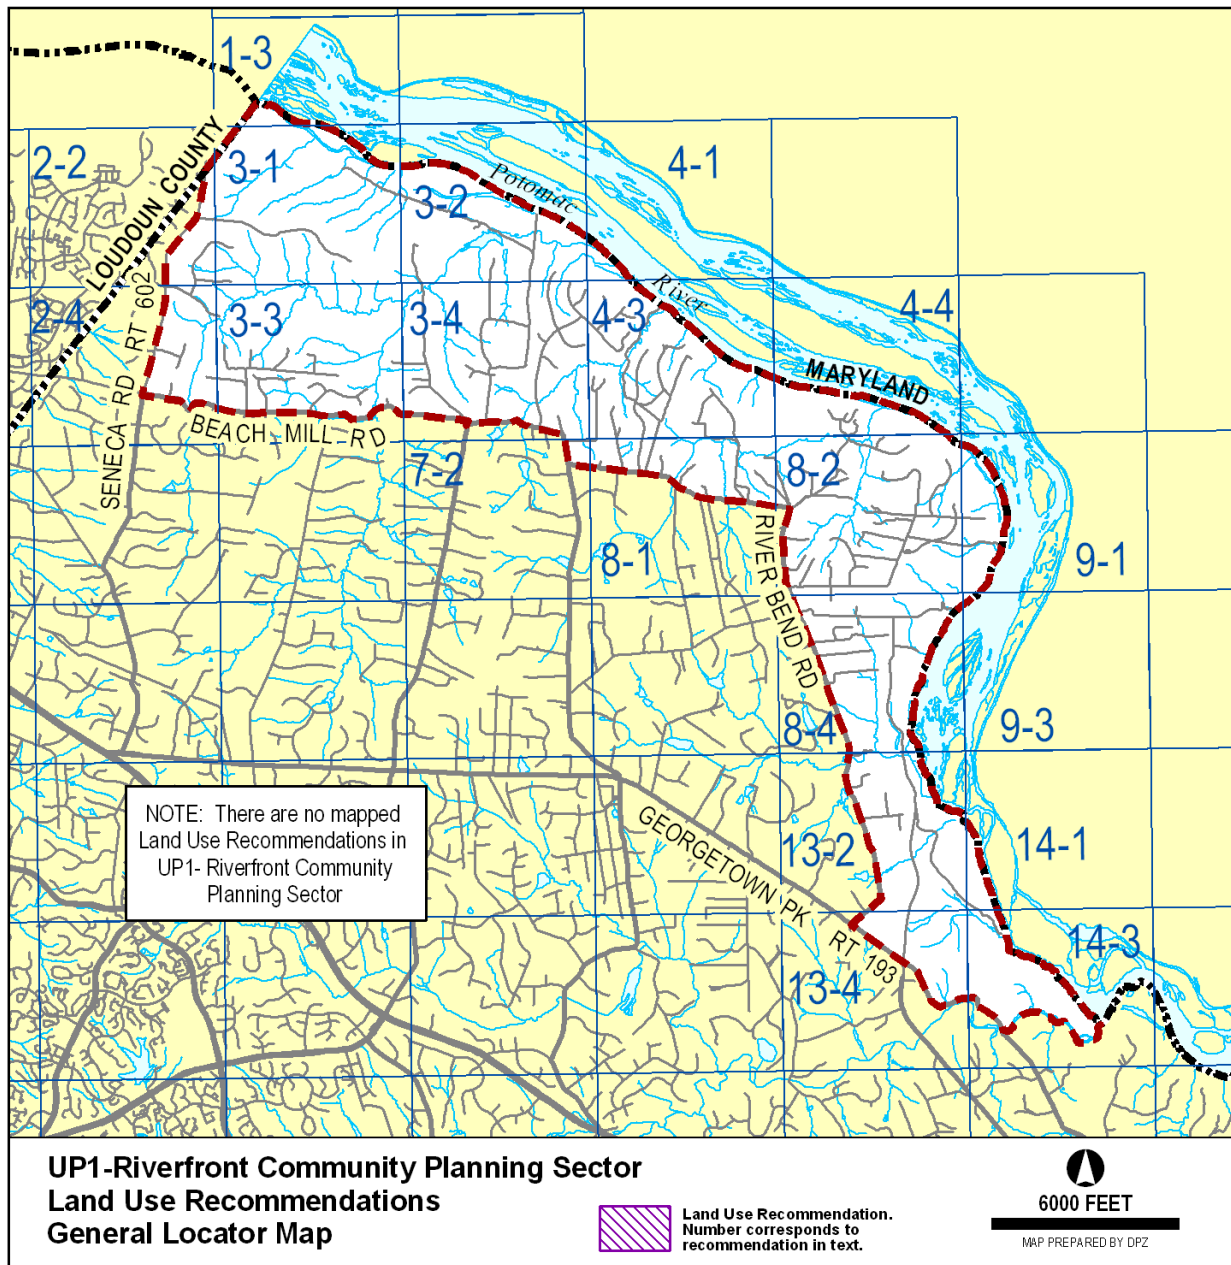 1-3
2-2
3-1
LOUDOUN COUNTY
3-2
Potomac
4-1
2-4
SENECA RD RT 602
3-3
3-4
4-3
River
4-4
MARYLAND
BEACH MILL RD
7-2
8-2
8-1
RIVER BEND RD
9-1
8-4
9-3
NOTE: There are no mapped
Land Use Recommendations in
UP1- Riverfront Community
Planning Sector
GEORGETOWN PK RT 193
13-2
14-1
13-4
14-3
UP1-Riverfront Community Planning Sector
Land Use Recommendations
General Locator Map
Land Use Recommendation.
Number corresponds to
recommendation in text.
6000 FEET
MAP PREPARED BY DPZ